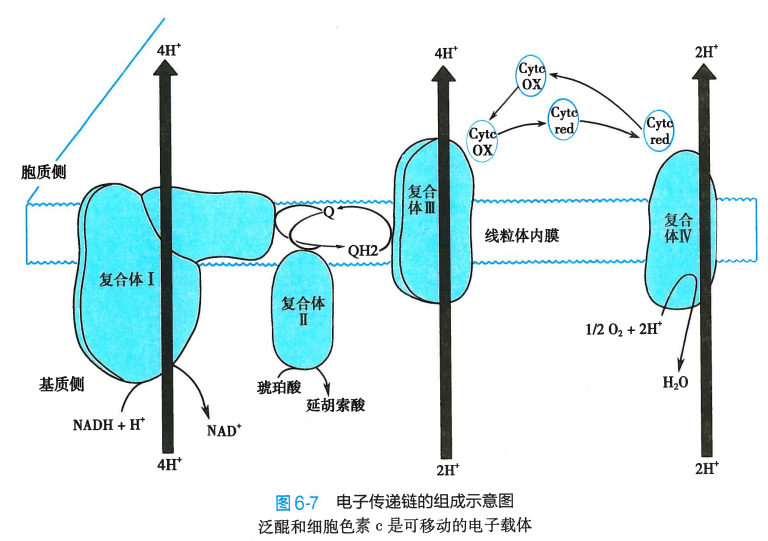 4H⁺
4H⁺
2H⁺
Cytc
OX
Cytc
OX
Cytc
red
Cytc
red
胞质侧
复合
体Ⅲ
Q
QH2
线粒体内膜
复合
体Ⅳ
复合体Ⅰ
复合体
Ⅱ
1/2 O₂ + 2H⁺
H₂O
基质侧
琥珀酸
延胡索酸
NADH + H⁺
NAD⁺
4H⁺
2H⁺
2H⁺
图6-7 电子传递链的组成示意图
泛醌和细胞色素 c 是可移动的电子载体